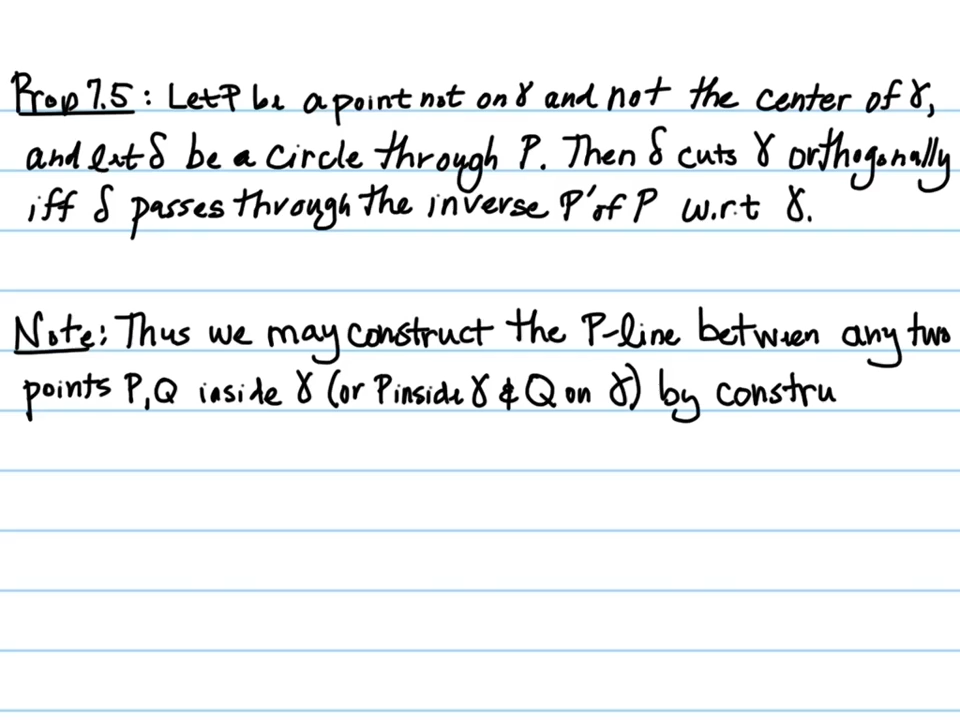 Prop 7.5: Let P be a point not on γ and not the center of γ,
and let δ be a circle through P. Then δ cuts γ orthogonally
iff δ passes through the inverse P' of P w.r.t γ.
Note: Thus we may construct the P-line between any two
points P,Q inside γ (or P inside γ & Q on γ) by constru